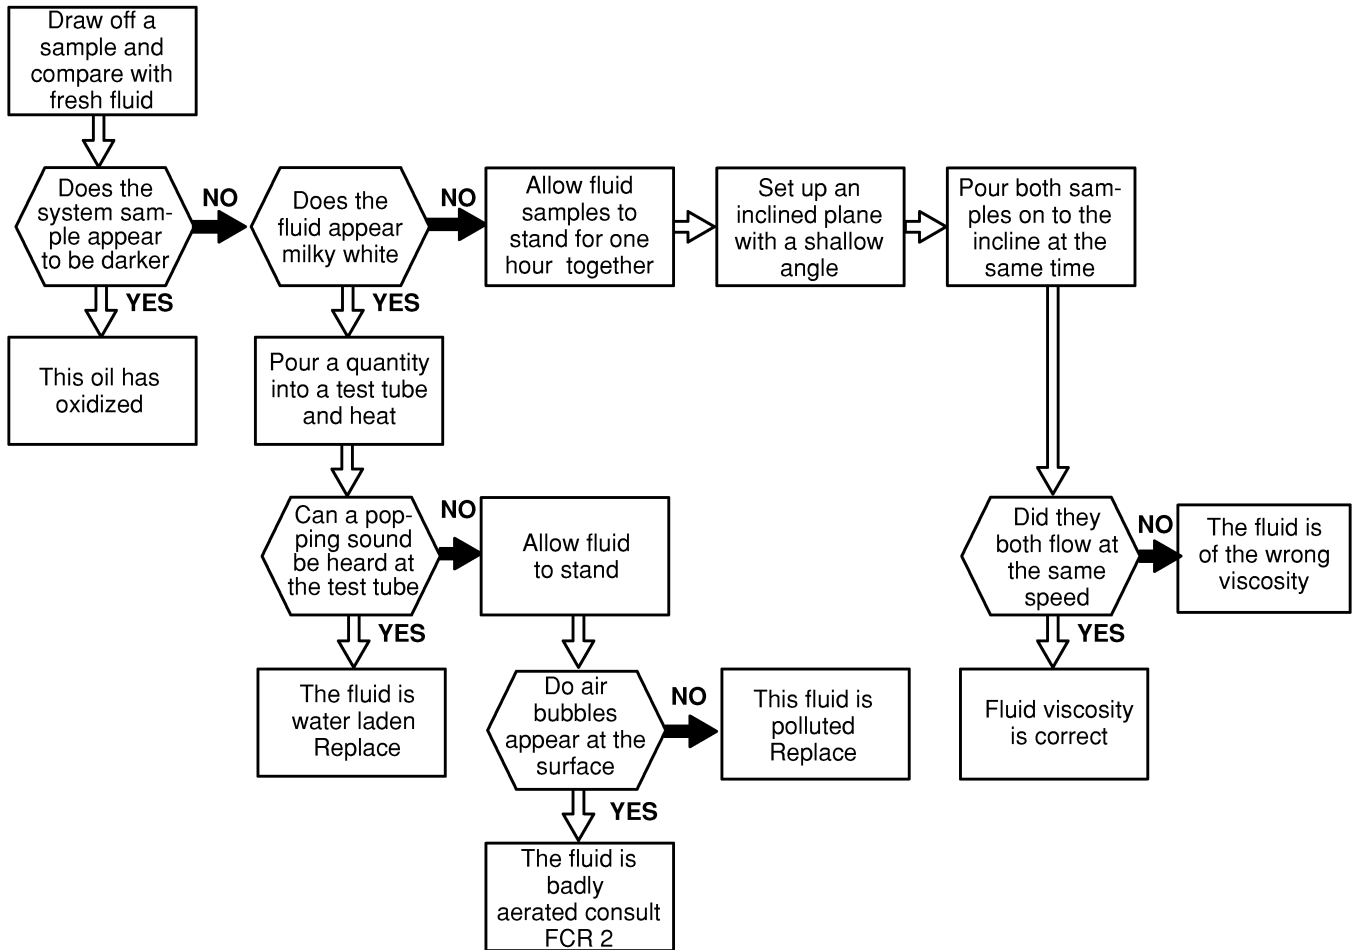 Draw off a
sample and
compare with
fresh fluid
Does the
system sam-
ple appear
to be darker
NO
YES
This oil has
oxidized
Does the
fluid appear
milky white
NO
YES
Allow fluid
samples to
stand for one
hour together
Set up an
inclined plane
with a shallow
angle
Pour both sam-
ples on to the
incline at the
same time
Pour a quantity
into a test tube
and heat
Can a pop-
ping sound
be heard at
the test tube
NO
YES
Allow fluid
to stand
The fluid is
water laden
Replace
Do air
bubbles
appear at the
surface
NO
YES
This fluid is
polluted
Replace
The fluid is
badly
aerated consult
FCR 2
Did they
both flow at
the same
speed
NO
YES
The fluid is
of the wrong
viscosity
Fluid viscosity
is correct